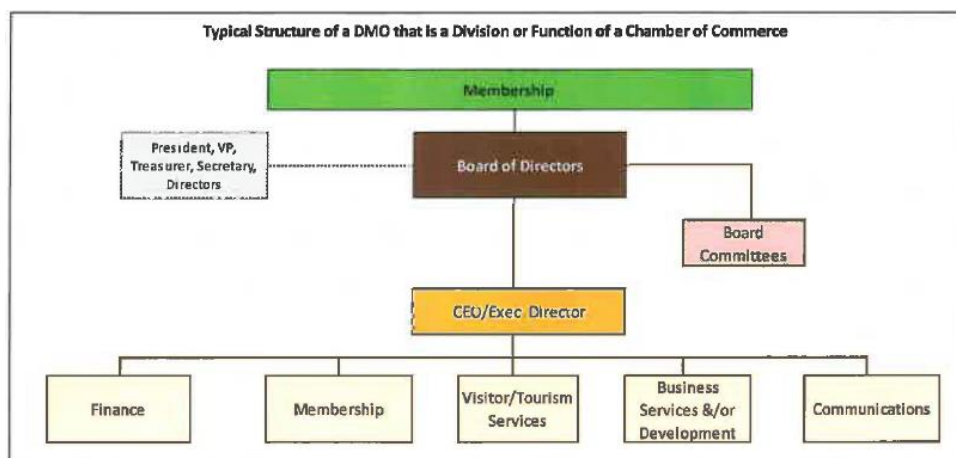 Typical Structure of a DMO that is a Division or Function of a Chamber of Commerce
Membership
President, VP,
Treasurer, Secretary,
Directors
Board of Directors
Board
Committees
CEO/Exec Director
Finance
Membership
Visitor/Tourism
Services
Business
Services &/or
Development
Communications